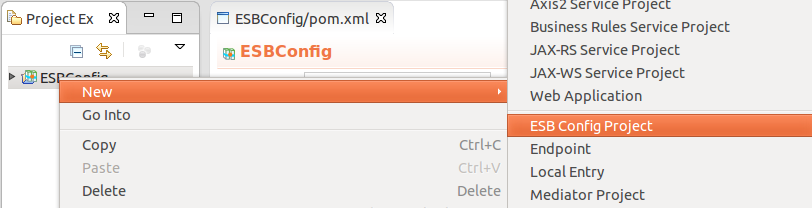 Project Ex
ESBConfig/pom.xml
ESBConfig
ESBConfig
New
Go Into
Copy Ctrl+C
Paste Ctrl+V
Delete Delete
Axis2 Service Project
Business Rules Service Project
JAX-RS Service Project
JAX-WS Service Project
Web Application
ESB Config Project
Endpoint
Local Entry
Mediator Project